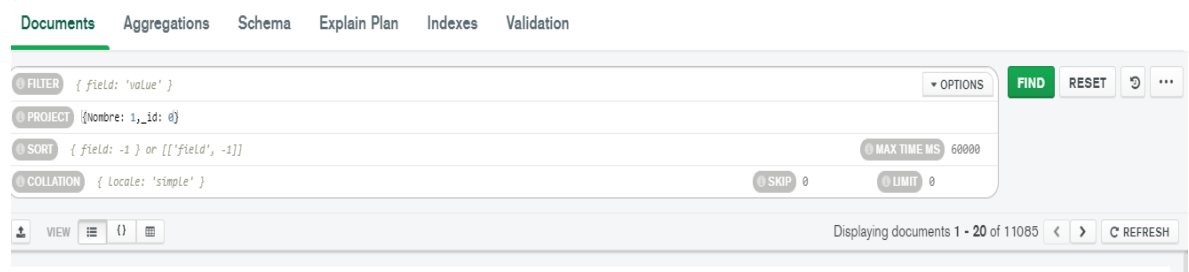 Documents Aggregations Schema Explain Plan Indexes Validation
FILTER { field: 'value' } OPTIONS FIND RESET
PROJECT {Nombre: 1,_id: 0}
SORT { field: -1 } or [['field', -1]] MAX TIME MS 60000
COLLATION { locale: 'simple' } SKIP 0 LIMIT 0
VIEW {} Displaying documents 1 - 20 of 11085 REFRESH